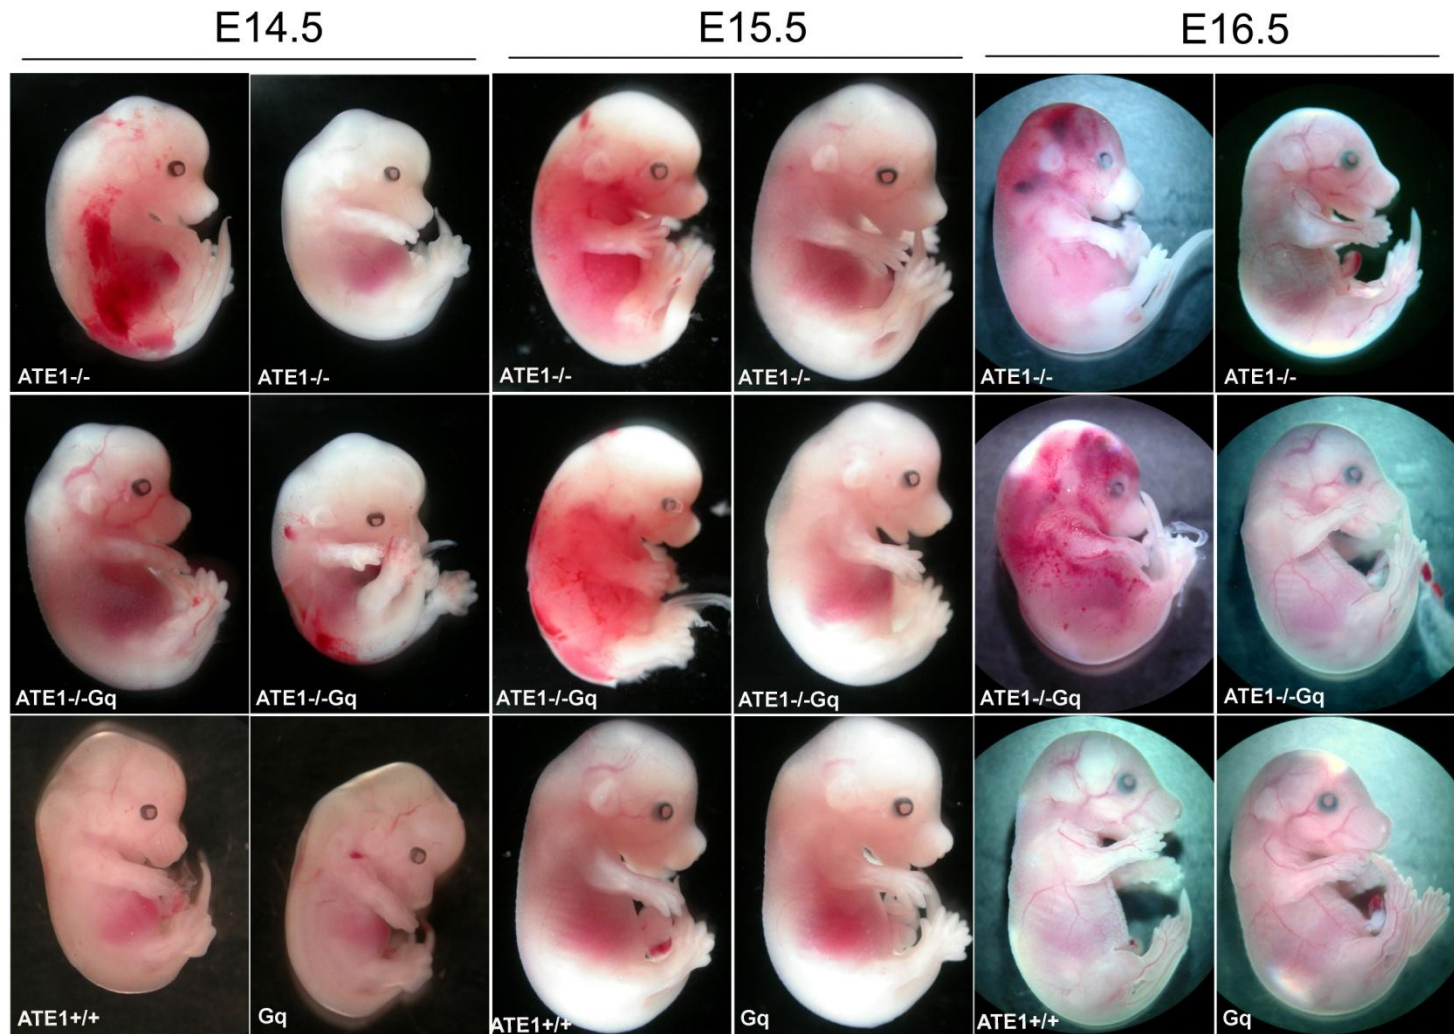 E14.5 E15.5 E16.5
ATE1-/- ATE1-/- ATE1-/- ATE1-/- ATE1-/- ATE1-/-
ATE1-/-Gq ATE1-/-Gq ATE1-/-Gq ATE1-/-Gq ATE1-/-Gq ATE1-/-Gq
ATE1+/+ Gq ATE1+/+ Gq ATE1+/+ Gq